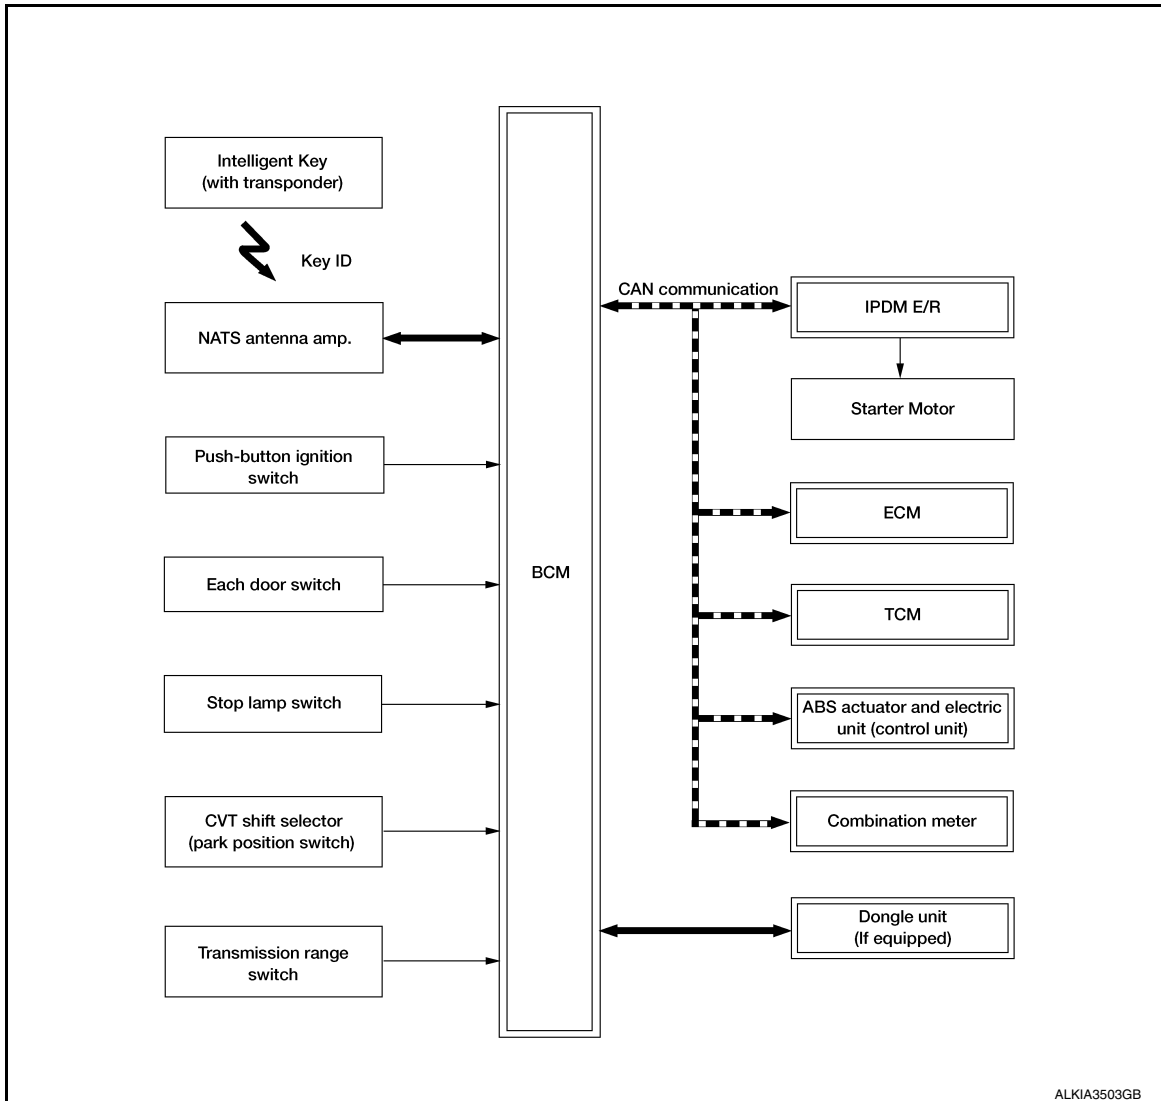 Intelligent Key
(with transponder)
Key ID
NATS antenna amp.
Push-button ignition
switch
Each door switch
Stop lamp switch
CVT shift selector
(park position switch)
Transmission range
switch
BCM
CAN communication
IPDM E/R
Starter Motor
ECM
TCM
ABS actuator and electric
unit (control unit)
Combination meter
Dongle unit
(If equipped)
ALKIA3503GB